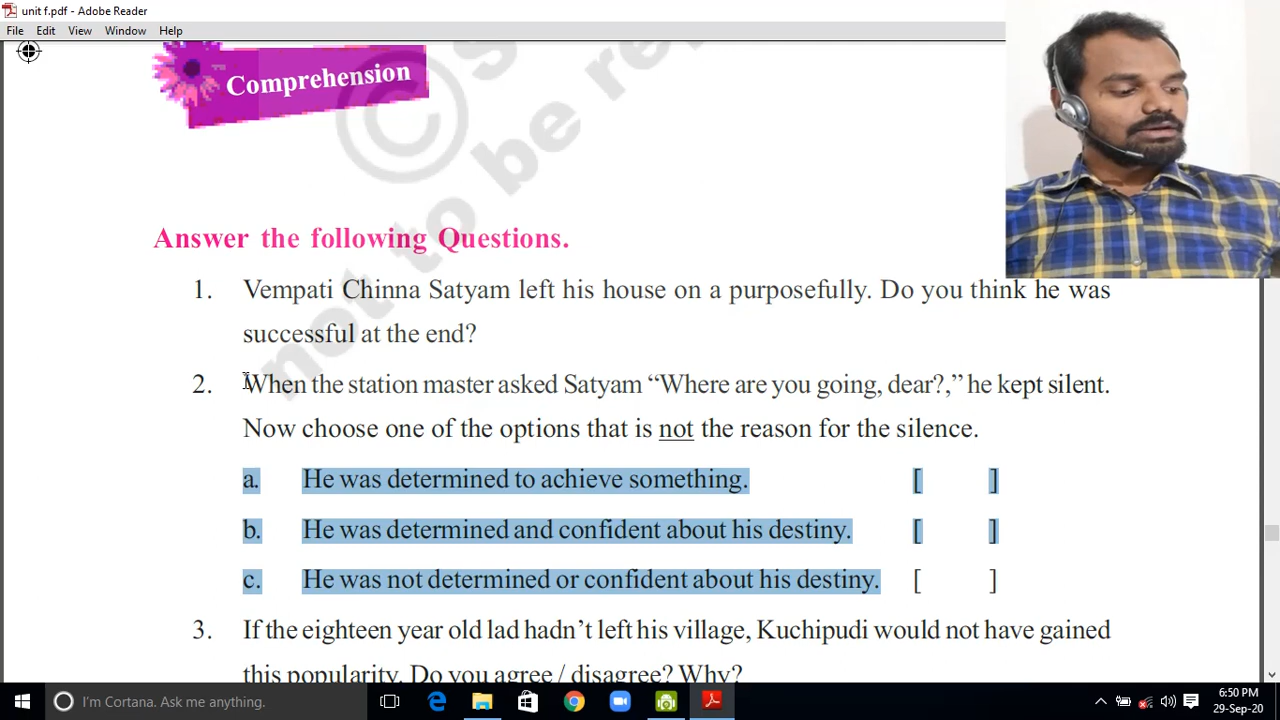 unit f.pdf - Adobe Reader
File Edit View Window Help
Comprehension
not to be re
Answer the following Questions.
1. Vempati Chinna Satyam left his house on a purposefully. Do you think he was
successful at the end?
2. When the station master asked Satyam “Where are you going, dear?,” he kept silent.
Now choose one of the options that is not the reason for the silence.
a. He was determined to achieve something. [ ]
b. He was determined and confident about his destiny. [ ]
c. He was not determined or confident about his destiny. [ ]
3. If the eighteen year old lad hadn’t left his village, Kuchipudi would not have gained
this popularity. Do you agree / disagree? Why?
I'm Cortana. Ask me anything.
6:50 PM
29-Sep-20